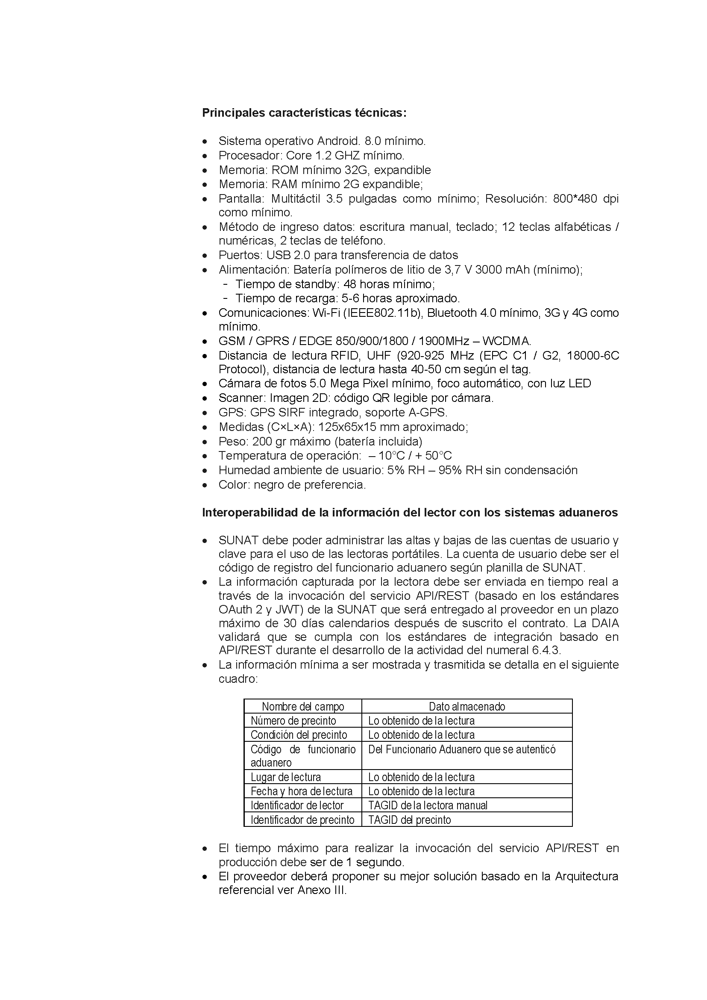 Principales características técnicas:
• Sistema operativo Android. 8.0 mínimo.
• Procesador: Core 1.2 GHZ mínimo.
• Memoria: ROM mínimo 32G, expandible
• Memoria: RAM mínimo 2G expandible;
• Pantalla: Multitáctil 3.5 pulgadas como mínimo; Resolución: 800*480 dpi
como mínimo.
• Método de ingreso datos: escritura manual, teclado; 12 teclas alfabéticas /
numéricas, 2 teclas de teléfono.
• Puertos: USB 2.0 para transferencia de datos
• Alimentación: Batería polímeros de litio de 3,7 V 3000 mAh (mínimo);
- Tiempo de standby: 48 horas mínimo;
- Tiempo de recarga: 5-6 horas aproximado.
• Comunicaciones: Wi-Fi (IEEE802.11b), Bluetooth 4.0 mínimo, 3G y 4G como
mínimo.
• GSM / GPRS / EDGE 850/900/1800 / 1900MHz – WCDMA.
• Distancia de lectura RFID, UHF (920-925 MHz (EPC C1 / G2, 18000-6C
Protocol), distancia de lectura hasta 40-50 cm según el tag.
• Cámara de fotos 5.0 Mega Pixel mínimo, foco automático, con luz LED
• Scanner: Imagen 2D: código QR legible por cámara.
• GPS: GPS SIRF integrado, soporte A-GPS.
• Medidas (C×L×A): 125x65x15 mm aproximado;
• Peso: 200 gr máximo (batería incluida)
• Temperatura de operación: – 10°C / + 50°C
• Humedad ambiente de usuario: 5% RH – 95% RH sin condensación
• Color: negro de preferencia.
Interoperabilidad de la información del lector con los sistemas aduaneros
• SUNAT debe poder administrar las altas y bajas de las cuentas de usuario y
clave para el uso de las lectoras portátiles. La cuenta de usuario debe ser el
código de registro del funcionario aduanero según planilla de SUNAT.
• La información capturada por la lectora debe ser enviada en tiempo real a
través de la invocación del servicio API/REST (basado en los estándares
OAuth 2 y JWT) de la SUNAT que será entregado al proveedor en un plazo
máximo de 30 días calendarios después de suscrito el contrato. La DAIA
validará que se cumpla con los estándares de integración basado en
API/REST durante el desarrollo de la actividad del numeral 6.4.3.
• La información mínima a ser mostrada y trasmitida se detalla en el siguiente
cuadro:
Nombre del campo Dato almacenado
Número de precinto Lo obtenido de la lectura
Condición del precinto Lo obtenido de la lectura
Código de funcionario Del Funcionario Aduanero que se autenticó
aduanero
Lugar de lectura Lo obtenido de la lectura
Fecha y hora de lectura Lo obtenido de la lectura
Identificador de lector TAGID de la lectora manual
Identificador de precinto TAGID del precinto
• El tiempo máximo para realizar la invocación del servicio API/REST en
producción debe ser de 1 segundo.
• El proveedor deberá proponer su mejor solución basado en la Arquitectura
referencial ver Anexo III.